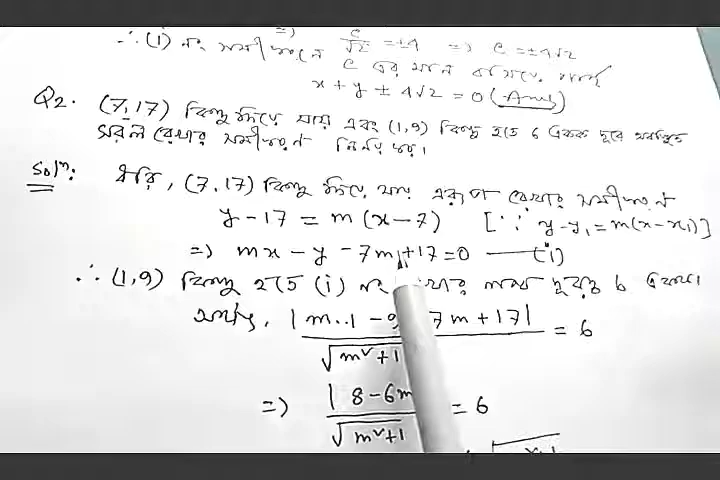 =)
∴ (i) নং সমীকরণে c/√2 = ±4 => c = ±4√2
c এর মান বসিয়ে পাই
x + y ± 4√2 = 0 (Ans)
Q2. (7, 17) বিন্দু দিয়ে যায় এবং (1, 9) বিন্দু হতে 6 একক দূরে অবস্থিত
সরল রেখার সমীকরণ নির্ণয় কর।
Solⁿ: ধরি, (7, 17) বিন্দু দিয়ে যায় এরূপ রেখার সমীকরণ
y - 17 = m (x - 7) [∵ y - y₁ = m(x - x₁)]
=) mx - y - 7m + 17 = 0 — (i)
∴ (1, 9) বিন্দু হতে (i) নং রেখার লম্ব দূরত্ব 6 একক।
অর্থাৎ, |m..1 - 9 7m + 17| / √m²+1 = 6
=) |8 - 6m / √m²+1 = 6